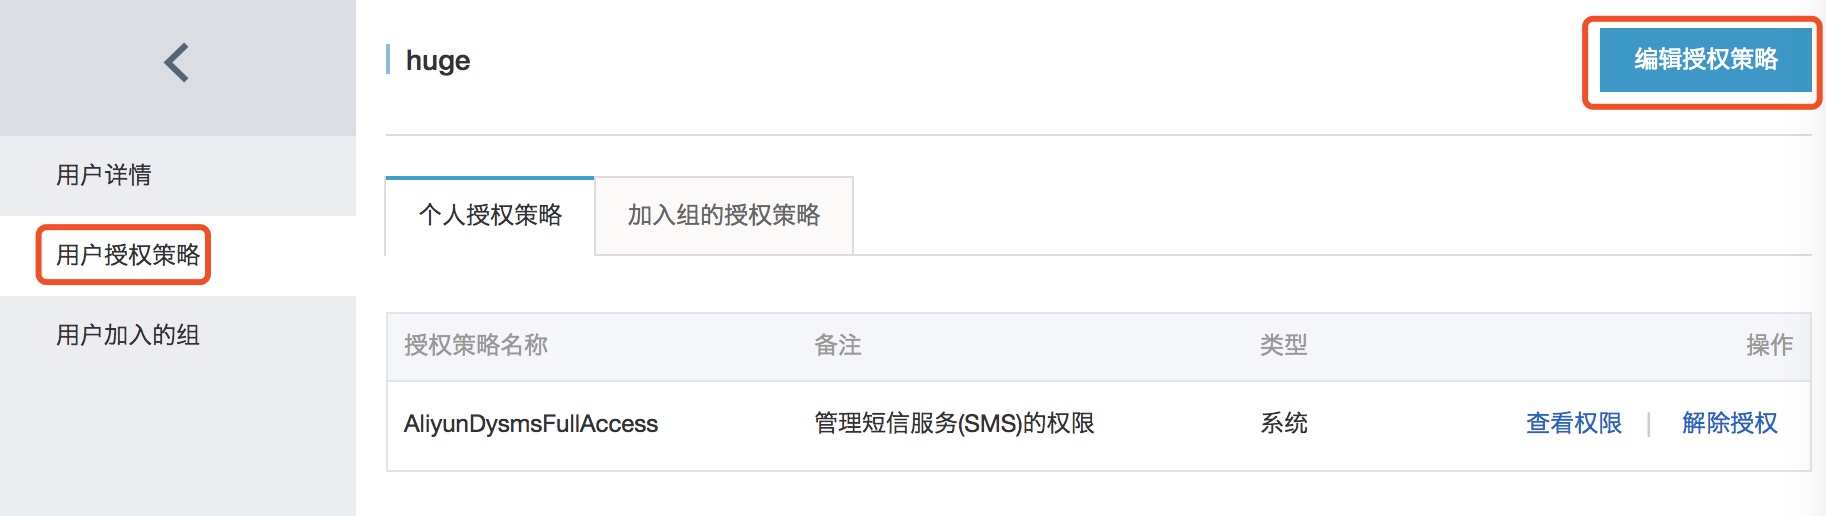 huge
编辑授权策略
用户详情
用户授权策略
用户加入的组
个人授权策略
加入组的授权策略
授权策略名称 备注 类型 操作
AliyunDysmsFullAccess 管理短信服务(SMS)的权限 系统 查看权限 | 解除授权